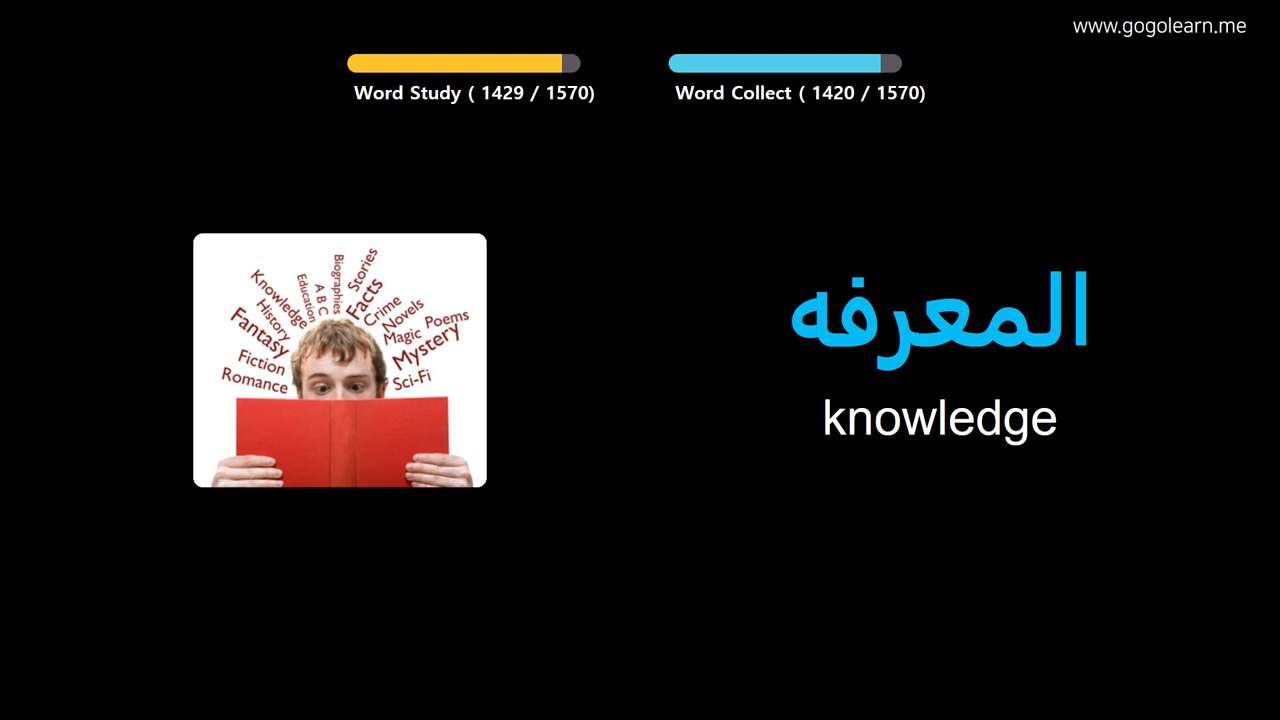 www.gogolearn.me
Word Study ( 1429 / 1570)
Word Collect ( 1420 / 1570)
Knowledge
History
Fantasy
Fiction
Romance
Education
A B C
Biographies
Stories
Facts
Crime
Novels
Magic
Poems
Mystery
Sci-Fi
المعرفه
knowledge